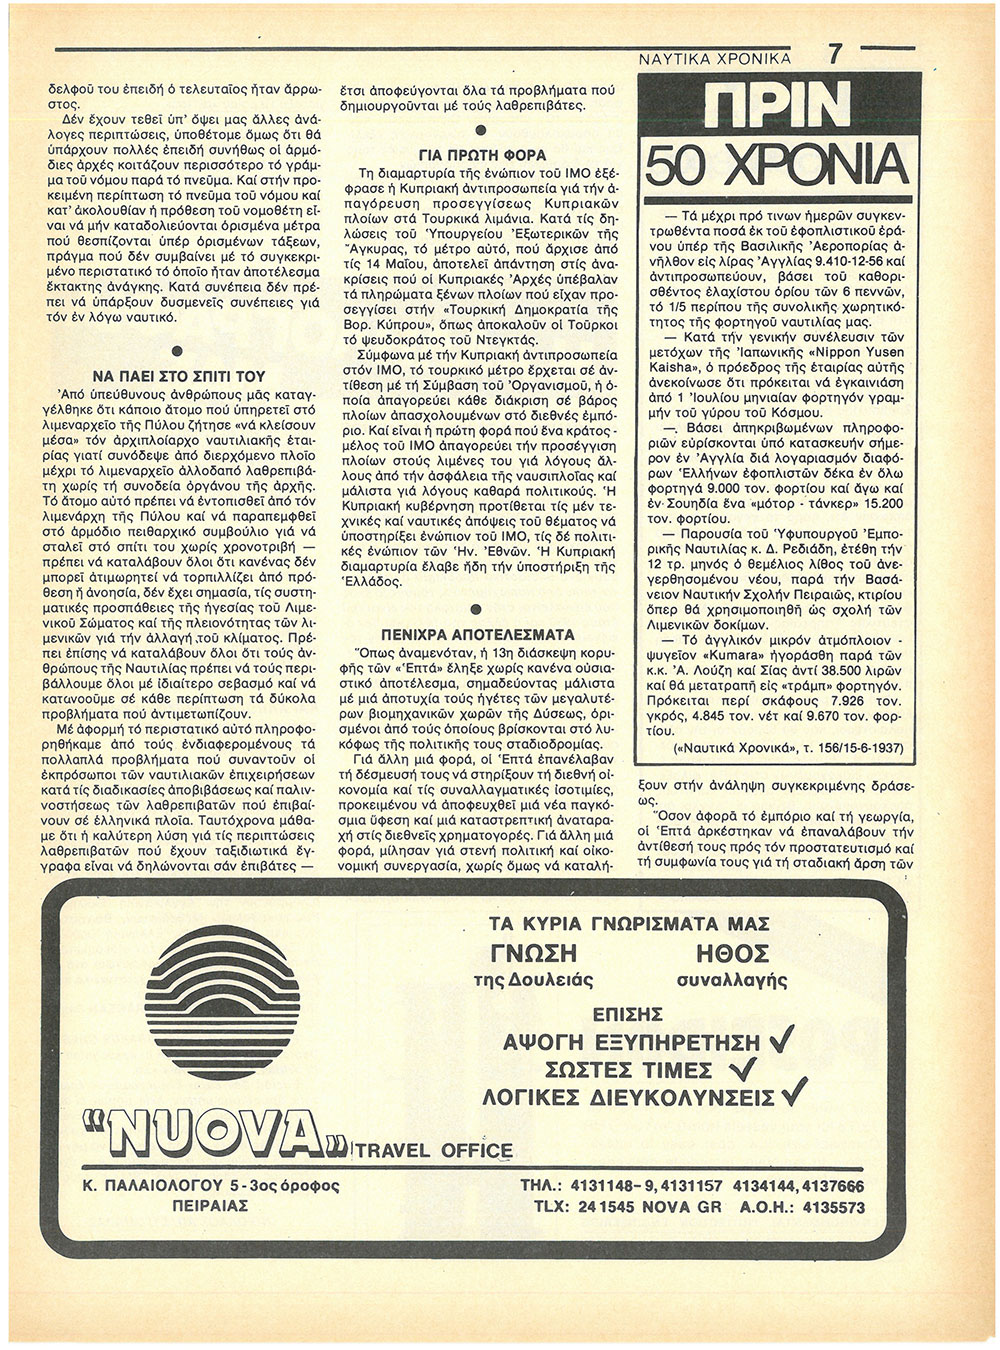 ΝΑΥΤΙΚΑ ΧΡΟΝΙΚΑ 7
δελφοῦ του ἐπειδή ὁ τελευταῖος ἦταν ἄρρω-
στος.
Δέν ἔχουν τεθεῖ ὑπ' ὄψει μας ἄλλες ἀνά-
λογες περιπτώσεις, ὑποθέτομε ὅμως ὅτι θά
ὑπάρχουν πολλές ἐπειδή συνήθως οἱ ἁρμό-
διες ἀρχές κοιτάζουν περισσότερο τό γράμ-
μα τοῦ νόμου παρά τό πνεῦμα. Καί στήν προ-
κειμένη περίπτωση τό πνεῦμα τοῦ νόμου καί
κατ' ἀκολουθίαν ἡ πρόθεση τοῦ νομοθέτη εἶ-
ναι νά μήν καταδολιεύονται ὁρισμένα μέτρα
πού θεσπίζονται ὑπέρ ὁρισμένων τάξεων,
πράγμα πού δέν συμβαίνει μέ τό συγκεκρι-
μένο περιστατικό τό ὁποῖο ἦταν ἀποτέλεσμα
ἔκτακτης ἀνάγκης. Κατά συνέπεια δέν πρέ-
πει νά ὑπάρξουν δυσμενεῖς συνέπειες γιά
τόν ἐν λόγω ναυτικό.
●
ΝΑ ΠΑΕΙ ΣΤΟ ΣΠΙΤΙ ΤΟΥ
Ἀπό ὑπεύθυνους ἀνθρώπους μᾶς καταγ-
γέλθηκε ὅτι κάποιο ἄτομο πού ὑπηρετεῖ στό
λιμεναρχεῖο τῆς Πύλου ζήτησε «νά κλείσουν
μέσα» τόν ἀρχιπλοίαρχο ναυτιλιακῆς ἑται-
ρίας γιατί συνόδεψε ἀπό διερχόμενο πλοῖο
μέχρι τό λιμεναρχεῖο ἀλλοδαπό λαθρεπιβά-
τη χωρίς τή συνοδεία ὀργάνου τῆς ἀρχῆς.
Τό ἄτομο αὐτό πρέπει νά ἐντοπισθεῖ ἀπό τόν
λιμενάρχη τῆς Πύλου καί νά παραπεμφθεῖ
στό ἁρμόδιο πειθαρχικό συμβούλιο γιά νά
σταλεῖ στό σπίτι του χωρίς χρονοτριβή —
πρέπει νά καταλάβουν ὅλοι ὅτι κανένας δέν
μπορεῖ ἀτιμωρητεί νά τορπιλλίζει ἀπό πρό-
θεση ἤ ἀνοησία, δέν ἔχει σημασία, τίς συστη-
ματικές προσπάθειες τῆς ἡγεσίας τοῦ Λιμε-
νικοῦ Σώματος καί τῆς πλειονότητας τῶν λι-
μενικῶν γιά τήν ἀλλαγή τοῦ κλίματος. Πρέ-
πει ἐπίσης νά καταλάβουν ὅλοι ὅτι τούς ἀν-
θρώπους τῆς Ναυτιλίας πρέπει νά τούς περι-
βάλλουμε ὅλοι μέ ἰδιαίτερο σεβασμό καί νά
κατανοοῦμε σέ κάθε περίπτωση τά δύκολα
προβλήματα πού ἀντιμετωπίζουν.
Μέ ἀφορμή τό περιστατικό αὐτό πληροφο-
ρηθήκαμε ἀπό τούς ἐνδιαφερομένους τά
πολλαπλά προβλήματα πού συναντοῦν οἱ
ἐκπρόσωποι τῶν ναυτιλιακῶν ἐπιχειρήσεων
κατά τίς διαδικασίες ἀποβιβάσεως καί παλιν-
νοστήσεως τῶν λαθρεπιβατῶν πού ἐπιβαί-
νουν σέ ἑλληνικά πλοῖα. Ταυτόχρονα μάθα-
με ὅτι ἡ καλύτερη λύση γιά τίς περιπτώσεις
λαθρεπιβατῶν πού ἔχουν ταξιδιωτικά ἔγ-
γραφα εἶναι νά δηλώνονται σάν ἐπιβάτες —
ἔτσι ἀποφεύγονται ὅλα τά προβλήματα πού
δημιουργοῦνται μέ τούς λαθρεπιβάτες.
●
ΓΙΑ ΠΡΩΤΗ ΦΟΡΑ
Τή διαμαρτυρία τῆς ἐνώπιον τοῦ ΙΜΟ ἐξέ-
φρασε ἡ Κυπριακή ἀντιπροσωπεία γιά τήν ἀ-
παγόρευση προσεγγίσεως Κυπριακῶν
πλοίων στά Τουρκικά λιμάνια. Κατά τίς δη-
λώσεις τοῦ Ὑπουργείου Ἐξωτερικῶν τῆς
Ἄγκυρας, τό μέτρο αὐτό, πού ἄρχισε ἀπό
τίς 14 Μαΐου, ἀποτελεῖ ἀπάντηση στίς ἀνα-
κρίσεις πού οἱ Κυπριακές Ἀρχές ὑπέβαλαν
τά πληρώματα ξένων πλοίων πού εἶχαν προ-
σεγγίσει στήν «Τουρκική Δημοκρατία τῆς
Βορ. Κύπρου», ὅπως ἀποκαλοῦν οἱ Τοῦρκοι
τό ψευδοκράτος τοῦ Ντεγκτάς.
Σύμφωνα μέ τήν Κυπριακή ἀντιπροσωπεία
στόν ΙΜΟ, τό τουρκικό μέτρο ἔρχεται σέ ἀν-
τίθεση μέ τή Σύμβαση τοῦ Ὀργανισμοῦ, ἡ ὁ-
ποία ἀπαγορεύει κάθε διάκριση σέ βάρος
πλοίων ἀπασχολουμένων στό διεθνές ἐμπό-
ριο. Καί εἶναι ἡ πρώτη φορά πού ἕνα κράτος -
μέλος τοῦ ΙΜΟ ἀπαγορεύει τήν προσέγγιση
πλοίων στούς λιμένες του γιά λόγους ἄλ-
λους ἀπό τήν ἀσφάλεια τῆς ναυσιπλοΐας καί
μάλιστα γιά λόγους καθαρά πολιτικούς. Ἡ
Κυπριακή κυβέρνηση προτίθεται τίς μέν τε-
χνικές καί ναυτικές ἀπόψεις τοῦ θέματος νά
ὑποστηρίξει ἐνώπιον τοῦ ΙΜΟ, τίς δέ πολιτι-
κές ἐνώπιον τῶν Ἡν. Ἐθνῶν. Ἡ Κυπριακή
διαμαρτυρία ἔλαβε ἤδη τήν ὑποστήριξη τῆς
Ἑλλάδος.
●
ΠΕΝΙΧΡΑ ΑΠΟΤΕΛΕΣΜΑΤΑ
Ὅπως ἀναμενόταν, ἡ 13η διάσκεψη κορυ-
φῆς τῶν «Ἑπτά» ἔληξε χωρίς κανένα οὐσια-
στικό ἀποτέλεσμα, σημαδεύοντας μάλιστα
μέ μιά ἀποτυχία τούς ἡγέτες τῶν μεγαλυτέ-
ρων βιομηχανικῶν χωρῶν τῆς Δύσεως, ὁρι-
σμένοι ἀπό τούς ὁποίους βρίσκονται στό λυ-
κόφως τῆς πολιτικῆς τους σταδιοδρομίας.
Γιά ἄλλη μιά φορά, οἱ Ἑπτά ἐπανέλαβαν
τή δέσμευσή τους νά στηρίξουν τή διεθνῆ οἰ-
κονομία καί τίς συναλλαγματικές ἰσοτιμίες,
προκειμένου νά ἀποφευχθεῖ μιά νέα παγκό-
σμια ὕφεση καί μιά καταστρεπτική ἀναταρα-
χή στίς διεθνεῖς χρηματογορές. Γιά ἄλλη μιά
φορά, μίλησαν γιά στενή πολιτική καί οἰκο-
νομική συνεργασία, χωρίς ὅμως νά καταλή-
ΠΡΙΝ
50 ΧΡΟΝΙΑ
— Τά μέχρι πρό τινων ἡμερῶν συγκεν-
τρωθέντα ποσά ἐκ τοῦ ἐφοπλιστικοῦ ἐρά-
νου ὑπέρ τῆς Βασιλικῆς Ἀεροπορίας ἀ-
νῆλθον εἰς λίρας Ἀγγλίας 9.410-12-56 καί
ἀντιπροσωπεύουν, βάσει τοῦ καθορι-
σθέντος ἐλαχίστου ὁρίου τῶν 6 πεννῶν,
τό 1/5 περίπου τῆς συνολικῆς χωρητικό-
τητος τῆς φορτηγοῦ ναυτιλίας μας.
— Κατά τήν γενικήν συνέλευσιν τῶν
μετόχων τῆς Ἰαπωνικῆς «Nippon Yusen
Kaisha», ὁ πρόεδρος τῆς ἑταιρίας αὐτῆς
ἀνεκοίνωσε ὅτι πρόκειται νά ἐγκαινιάση
ἀπό 1 Ἰουλίου μηνιαίαν φορτηγόν γραμ-
μήν τοῦ γύρου τοῦ Κόσμου.
— Βάσει ἀπηκριβωμένων πληροφο-
ριῶν εὑρίσκονται ὑπό κατασκευήν σήμε-
ρον ἐν Ἀγγλία διά λογαριασμόν διαφό-
ρων Ἑλλήνων ἐφοπλιστῶν δέκα ἐν ὅλω
φορτηγά 9.000 τον. φορτίου καί ἄγω καί
ἐν Σουηδία ἕνα «μότορ - τάνκερ» 15.200
τον. φορτίου.
— Παρουσία τοῦ Ὑφυπουργοῦ Ἐμπο-
ρικῆς Ναυτιλίας κ. Δ. Ρεδιάδη, ἐτέθη τήν
12 τρ. μηνός ὁ θεμέλιος λίθος τοῦ ἀνε-
γερθησομένου νέου, παρά τήν Βασά-
νειον Ναυτικήν Σχολήν Πειραιῶς, κτιρίου
ὅπερ θά χρησιμοποιηθῆ ὡς σχολή τῶν
Λιμενικῶν δοκίμων.
— Τό ἀγγλικόν μικρόν ἀτμόπλοιον -
ψυγεῖον «Kumara» ἠγοράσθη παρά τῶν
κ.κ. Ἀ. Λούζη καί Σίας ἀντί 38.500 λιρῶν
καί θά μετατραπῆ εἰς «τράμπ» φορτηγόν.
Πρόκειται περί σκάφους 7.926 τον.
γκρός, 4.845 τον. νέτ καί 9.670 τον. φορ-
τίου.
(«Ναυτικά Χρονικά», τ. 156/15-6-1937)
ξουν στήν ἀνάληψη συγκεκριμένης δράσε-
ως.
Ὅσον ἀφορᾶ τό ἐμπόριο καί τή γεωργία,
οἱ Ἑπτά ἀρκέστηκαν νά ἐπαναλάβουν τήν
ἀντίθεσή τους πρός τόν προστατευτισμό καί
τή συμφωνία τους γιά τή σταδιακή ἄρση τῶν
ΤΑ ΚΥΡΙΑ ΓΝΩΡΙΣΜΑΤΑ ΜΑΣ
ΓΝΩΣΗ ΗΘΟΣ
της Δουλειάς συναλλαγής
ΕΠΙΣΗΣ
ΑΨΟΓΗ ΕΞΥΠΗΡΕΤΗΣΗ ✓
ΣΩΣΤΕΣ ΤΙΜΕΣ ✓
ΛΟΓΙΚΕΣ ΔΙΕΥΚΟΛΥΝΣΕΙΣ ✓
“NUOVA„ TRAVEL OFFICE
Κ. ΠΑΛΑΙΟΛΟΓΟΥ 5 - 3ος όροφος
ΠΕΙΡΑΙΑΣ
ΤΗΛ.: 4131148-9, 4131157 4134144, 4137666
TLX: 241545 NOVA GR Α.Ο.Η.: 4135573